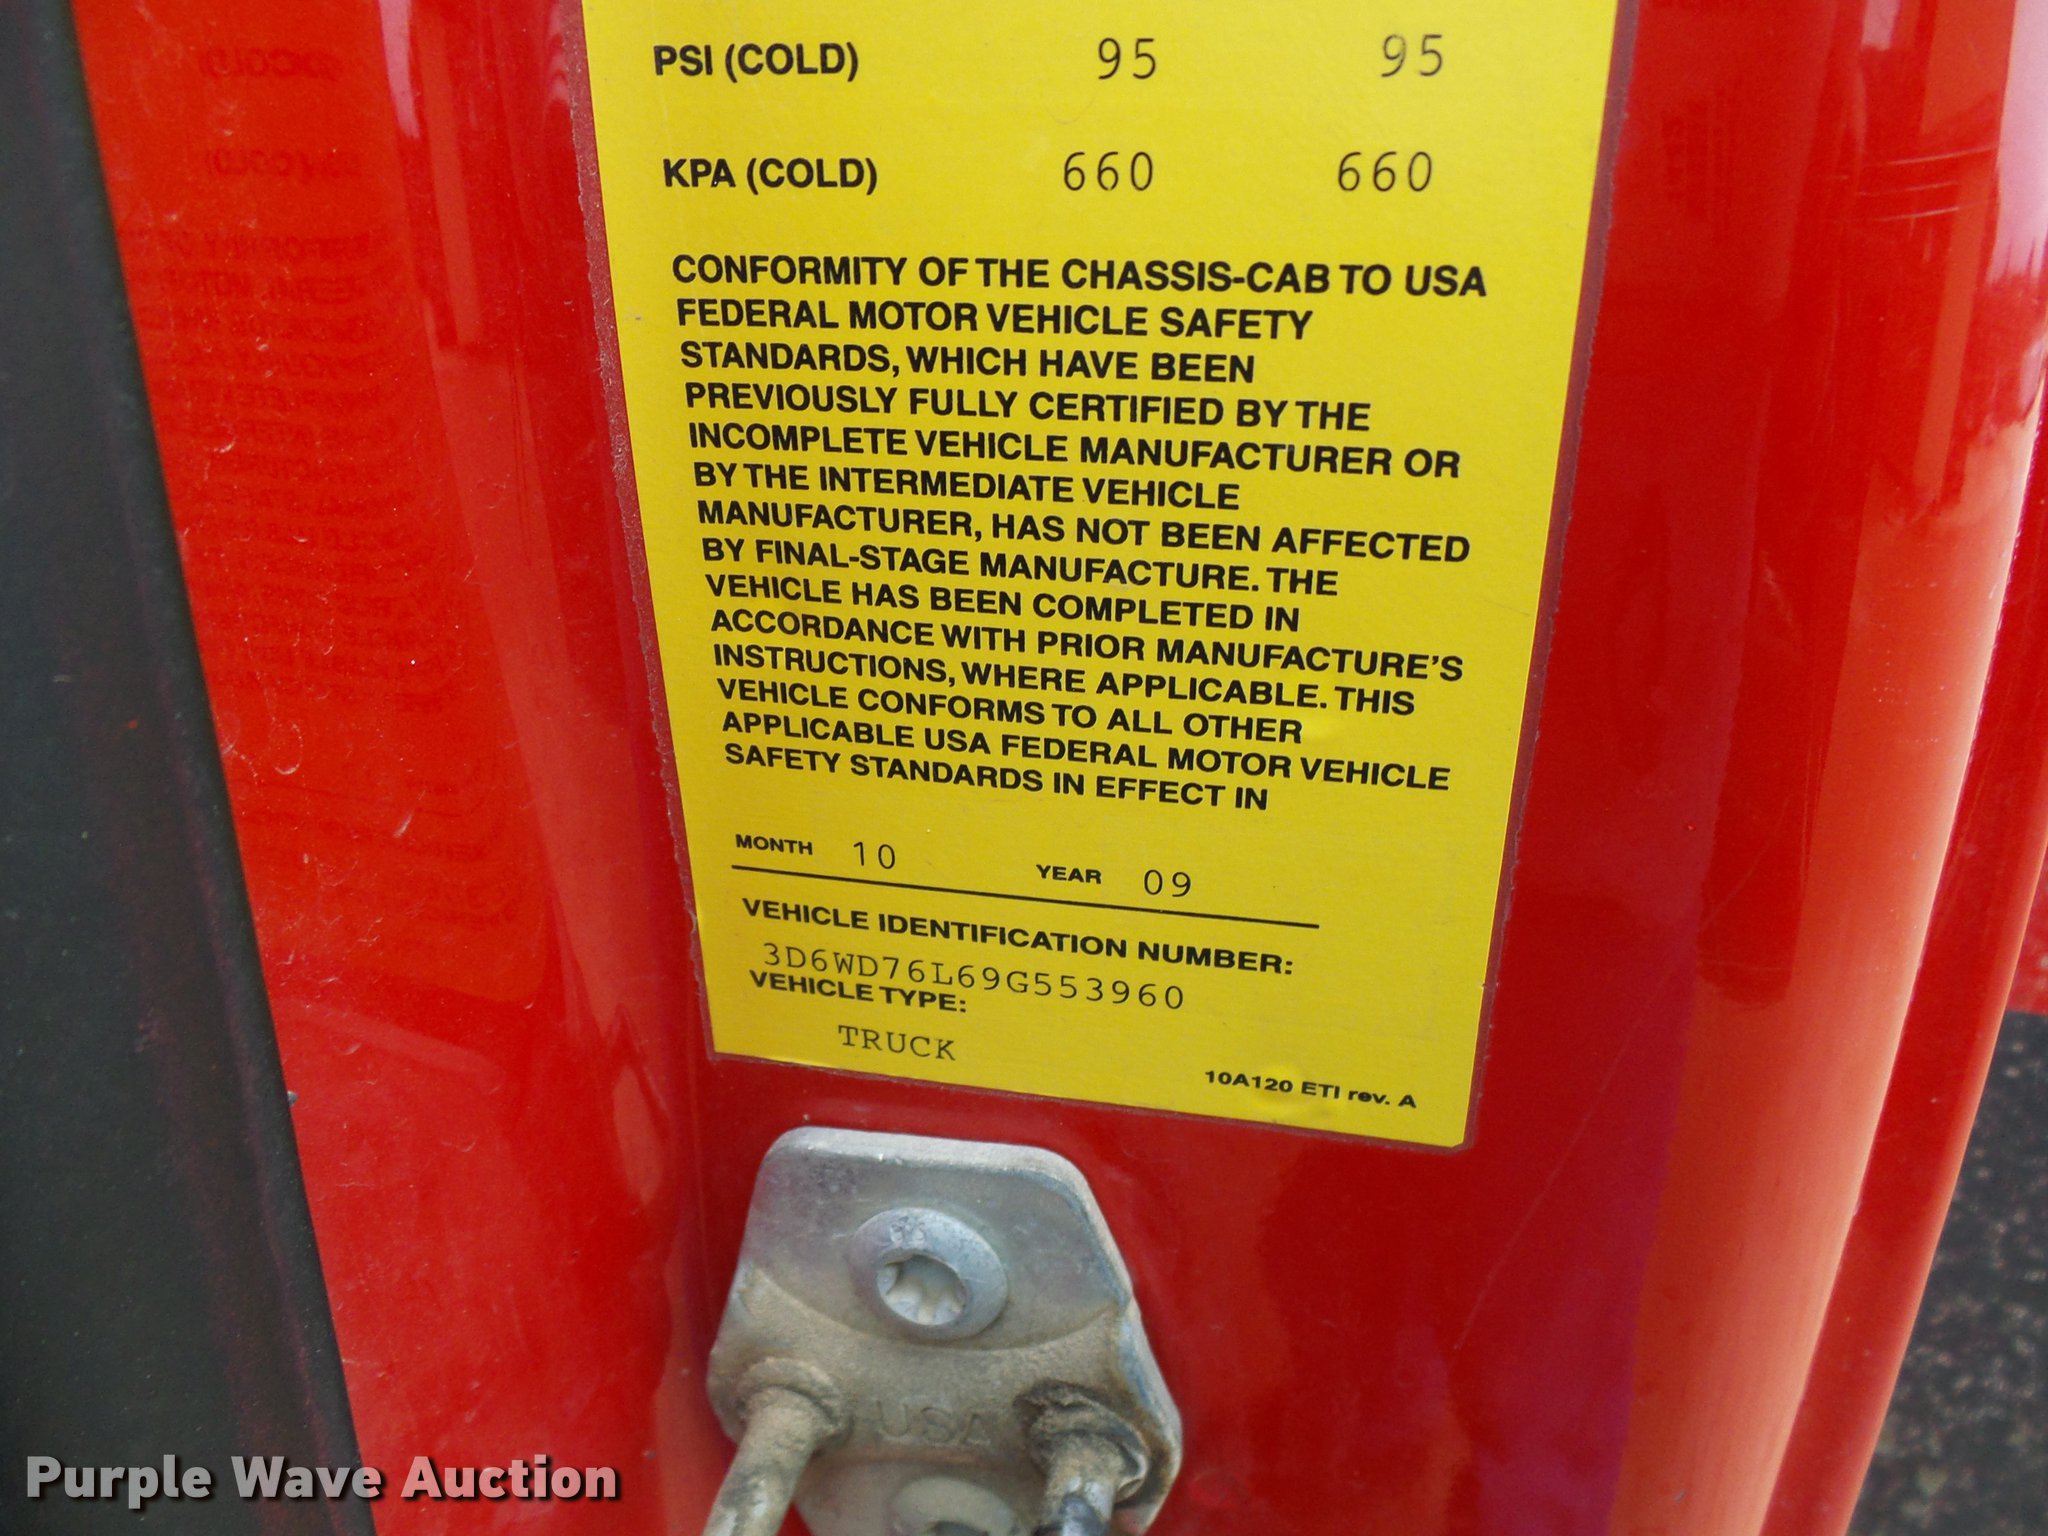 PSI (COLD) 95 95
KPA (COLD) 660 660
CONFORMITY OF THE CHASSIS-CAB TO USA
FEDERAL MOTOR VEHICLE SAFETY
STANDARDS, WHICH HAVE BEEN
PREVIOUSLY FULLY CERTIFIED BY THE
INCOMPLETE VEHICLE MANUFACTURER OR
BY THE INTERMEDIATE VEHICLE
MANUFACTURER, HAS NOT BEEN AFFECTED
BY FINAL-STAGE MANUFACTURE. THE
VEHICLE HAS BEEN COMPLETED IN
ACCORDANCE WITH PRIOR MANUFACTURE'S
INSTRUCTIONS, WHERE APPLICABLE. THIS
VEHICLE CONFORMS TO ALL OTHER
APPLICABLE USA FEDERAL MOTOR VEHICLE
SAFETY STANDARDS IN EFFECT IN
MONTH 10 YEAR 09
VEHICLE IDENTIFICATION NUMBER:
3D6WD76L69G553960
VEHICLE TYPE:
TRUCK
10A120 ETI rev. A
USA
Purple Wave Auction